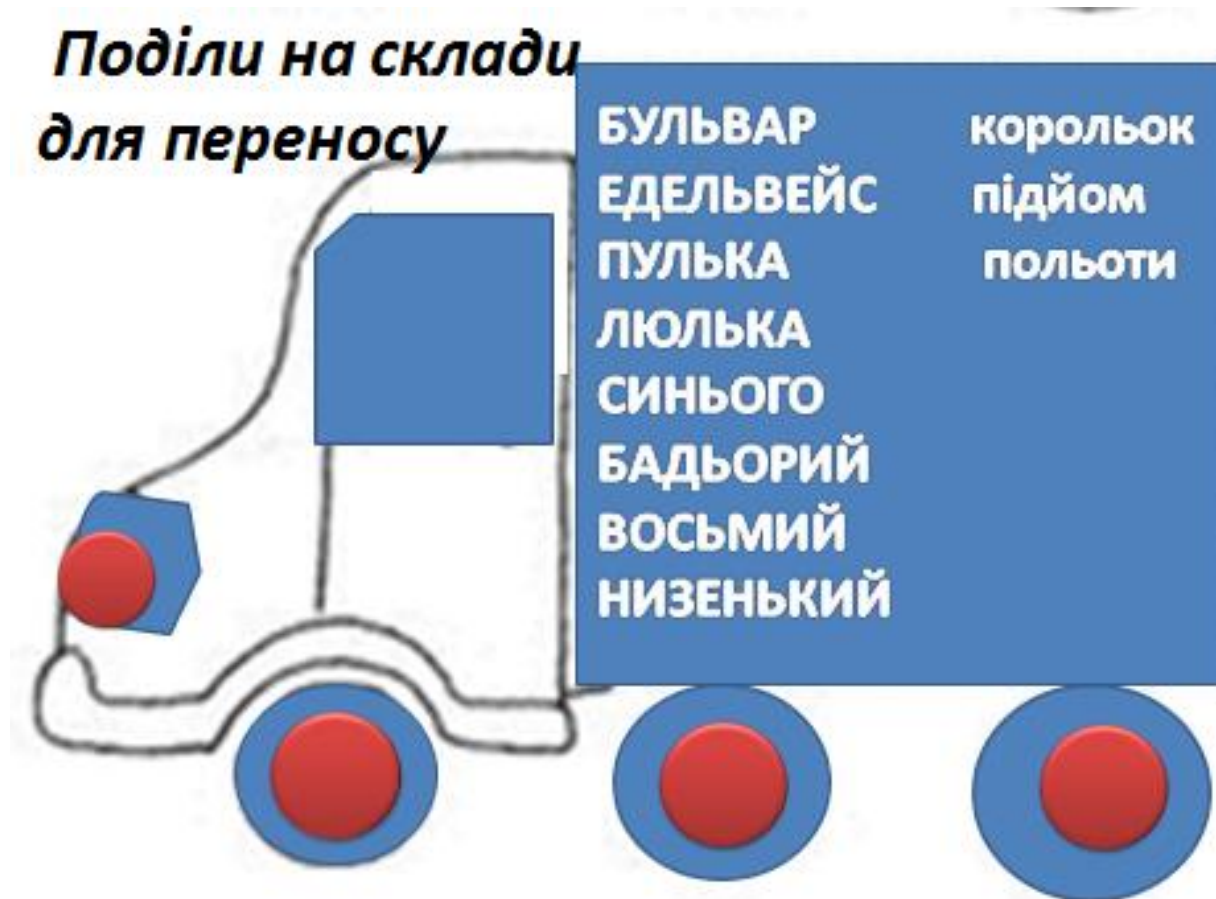 Поділи на склади
для переносу
БУЛЬВАР
ЕДЕЛЬВЕЙС
ПУЛЬКА
ЛЮЛЬКА
СИНЬОГО
БАДЬОРИЙ
ВОСЬМИЙ
НИЗЕНЬКИЙ
корольок
підйом
польоти